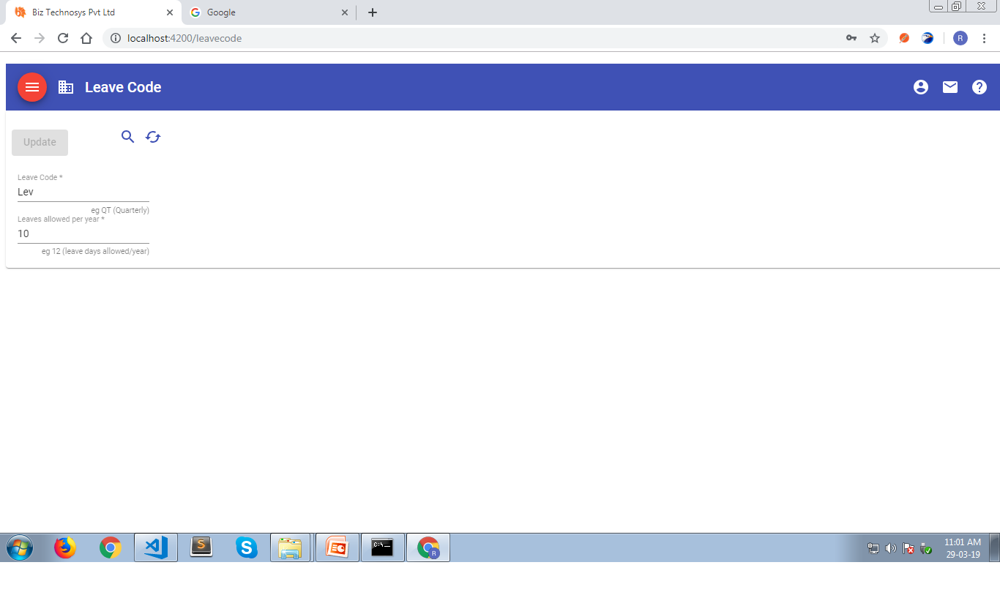 Biz Technosys Pvt Ltd
Google
localhost:4200/leavecode
R
Leave Code
Update
Leave Code *
Lev
eg QT (Quarterly)
Leaves allowed per year *
10
eg 12 (leave days allowed/year)
S
S
C:\
R
11:01 AM
29-03-19